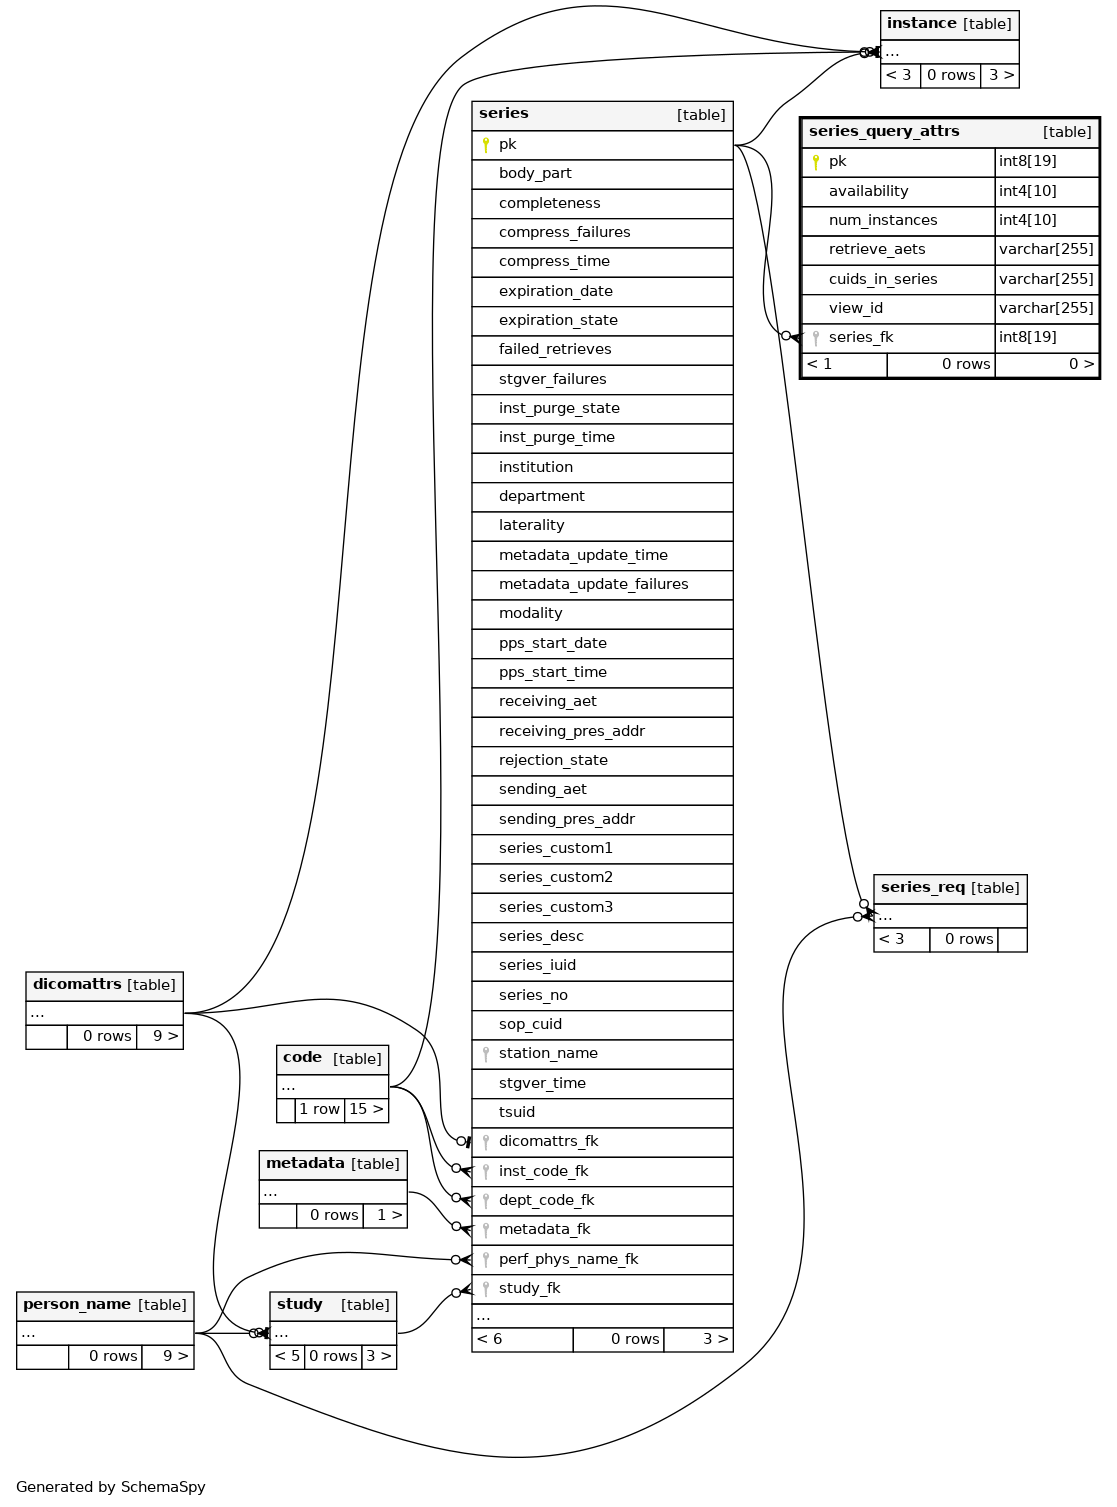 instance [table]
...
< 3 0 rows 3 >
series [table]
pk
body_part
completeness
compress_failures
compress_time
expiration_date
expiration_state
failed_retrieves
stgver_failures
inst_purge_state
inst_purge_time
institution
department
laterality
metadata_update_time
metadata_update_failures
modality
pps_start_date
pps_start_time
receiving_aet
receiving_pres_addr
rejection_state
sending_aet
sending_pres_addr
series_custom1
series_custom2
series_custom3
series_desc
series_iuid
series_no
sop_cuid
station_name
stgver_time
tsuid
dicomattrs_fk
inst_code_fk
dept_code_fk
metadata_fk
perf_phys_name_fk
study_fk
...
< 6 0 rows 3 >
series_query_attrs [table]
pk int8[19]
availability int4[10]
num_instances int4[10]
retrieve_aets varchar[255]
cuids_in_series varchar[255]
view_id varchar[255]
series_fk int8[19]
< 1 0 rows 0 >
series_req [table]
...
< 3 0 rows
dicomattrs [table]
...
0 rows 9 >
code [table]
...
1 row 15 >
metadata [table]
...
0 rows 1 >
person_name [table]
...
0 rows 9 >
study [table]
...
< 5 0 rows 3 >
Generated by SchemaSpy